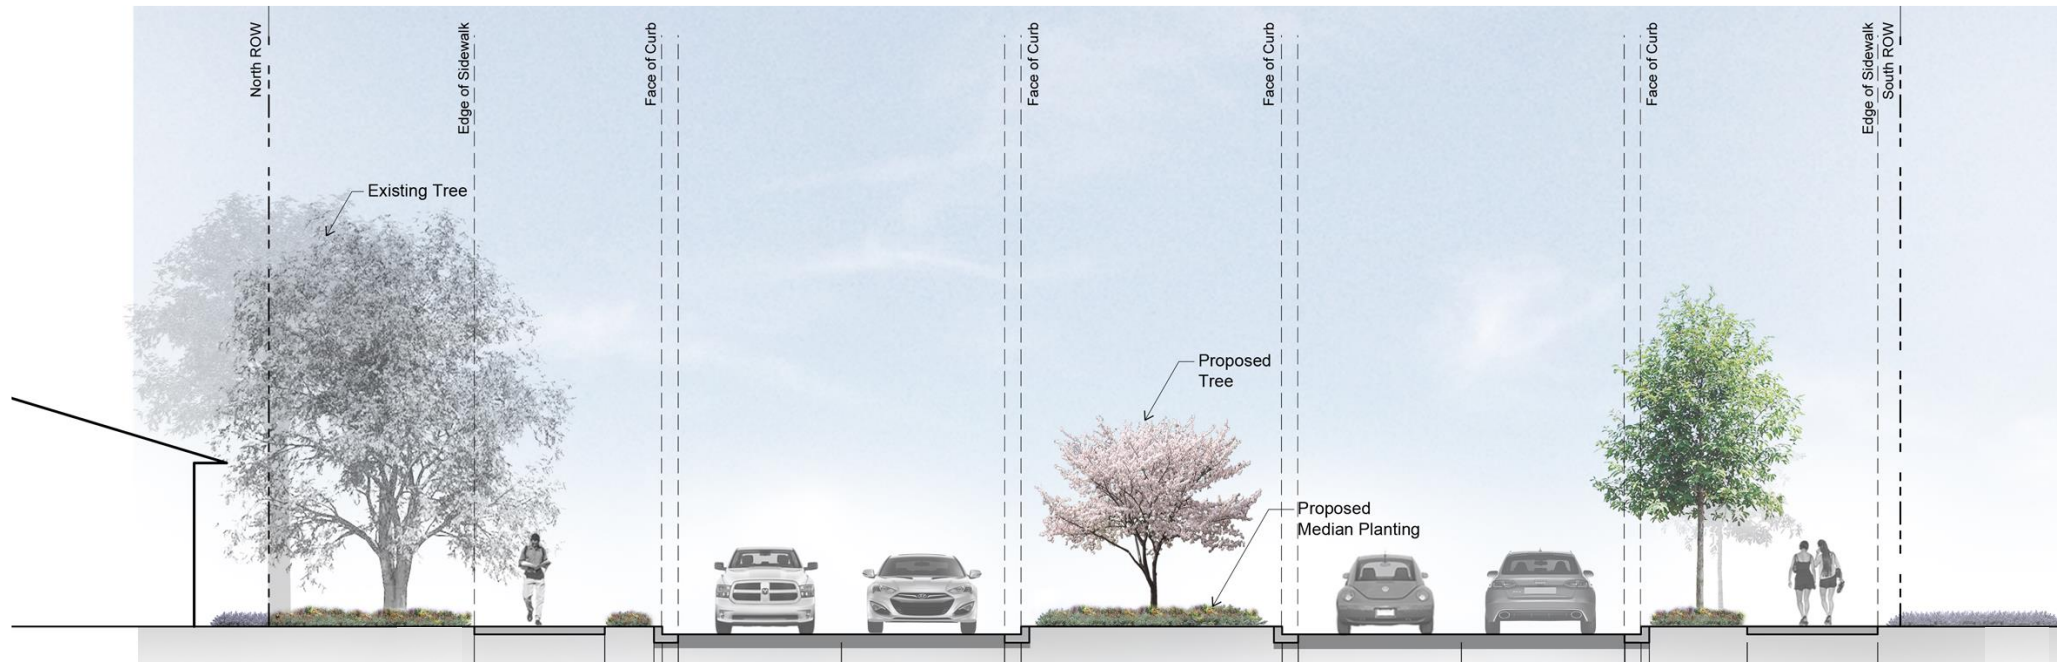 North ROW
Edge of Sidewalk
Face of Curb
Face of Curb
Face of Curb
Face of Curb
Edge of Sidewalk
South ROW
Existing Tree
Proposed
Tree
Proposed
Median Planting